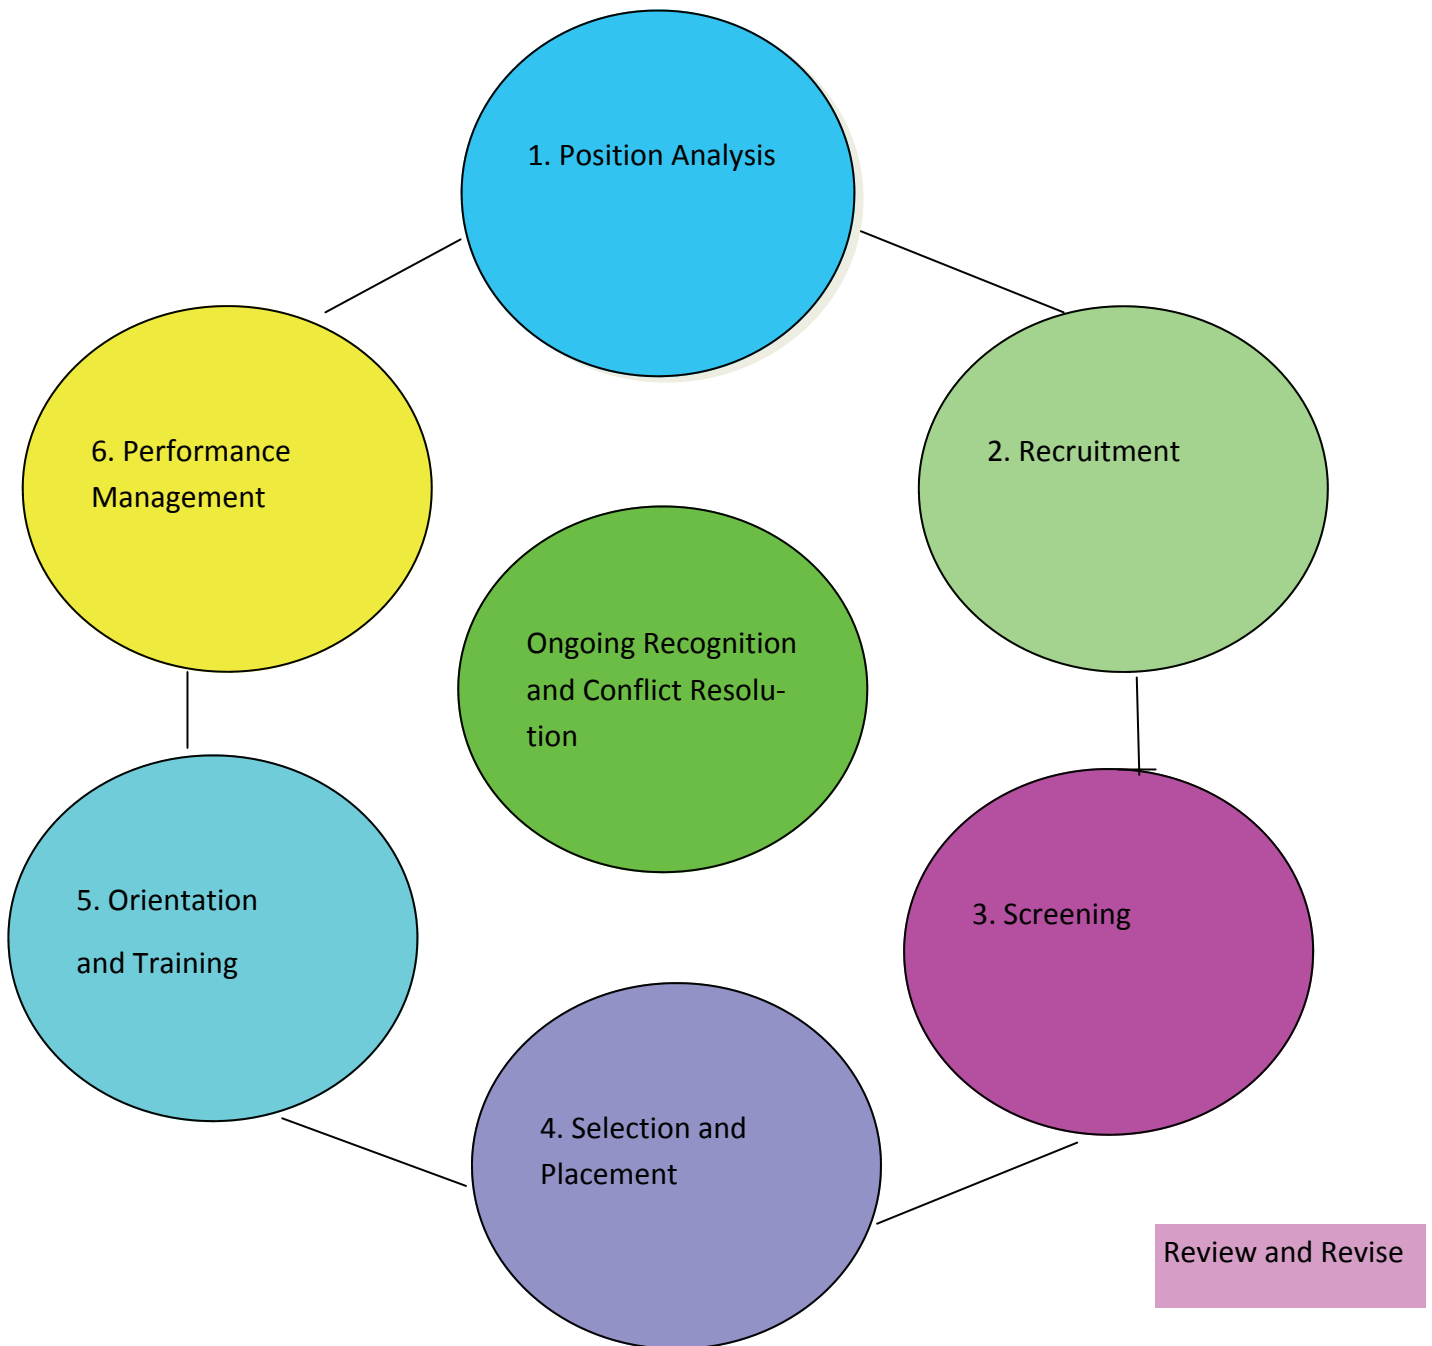 1. Position Analysis
2. Recruitment
3. Screening
4. Selection and
Placement
5. Orientation
and Training
6. Performance
Management
Ongoing Recognition
and Conflict Resolu-
tion
Review and Revise